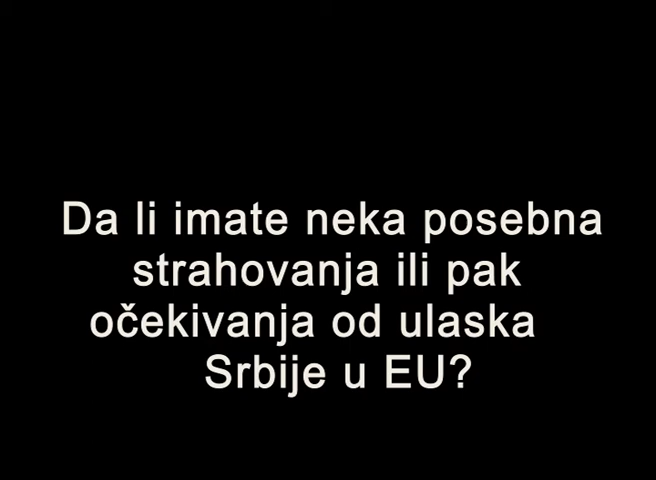 Da li imate neka posebna
strahovanja ili pak
očekivanja od ulaska
Srbije u EU?